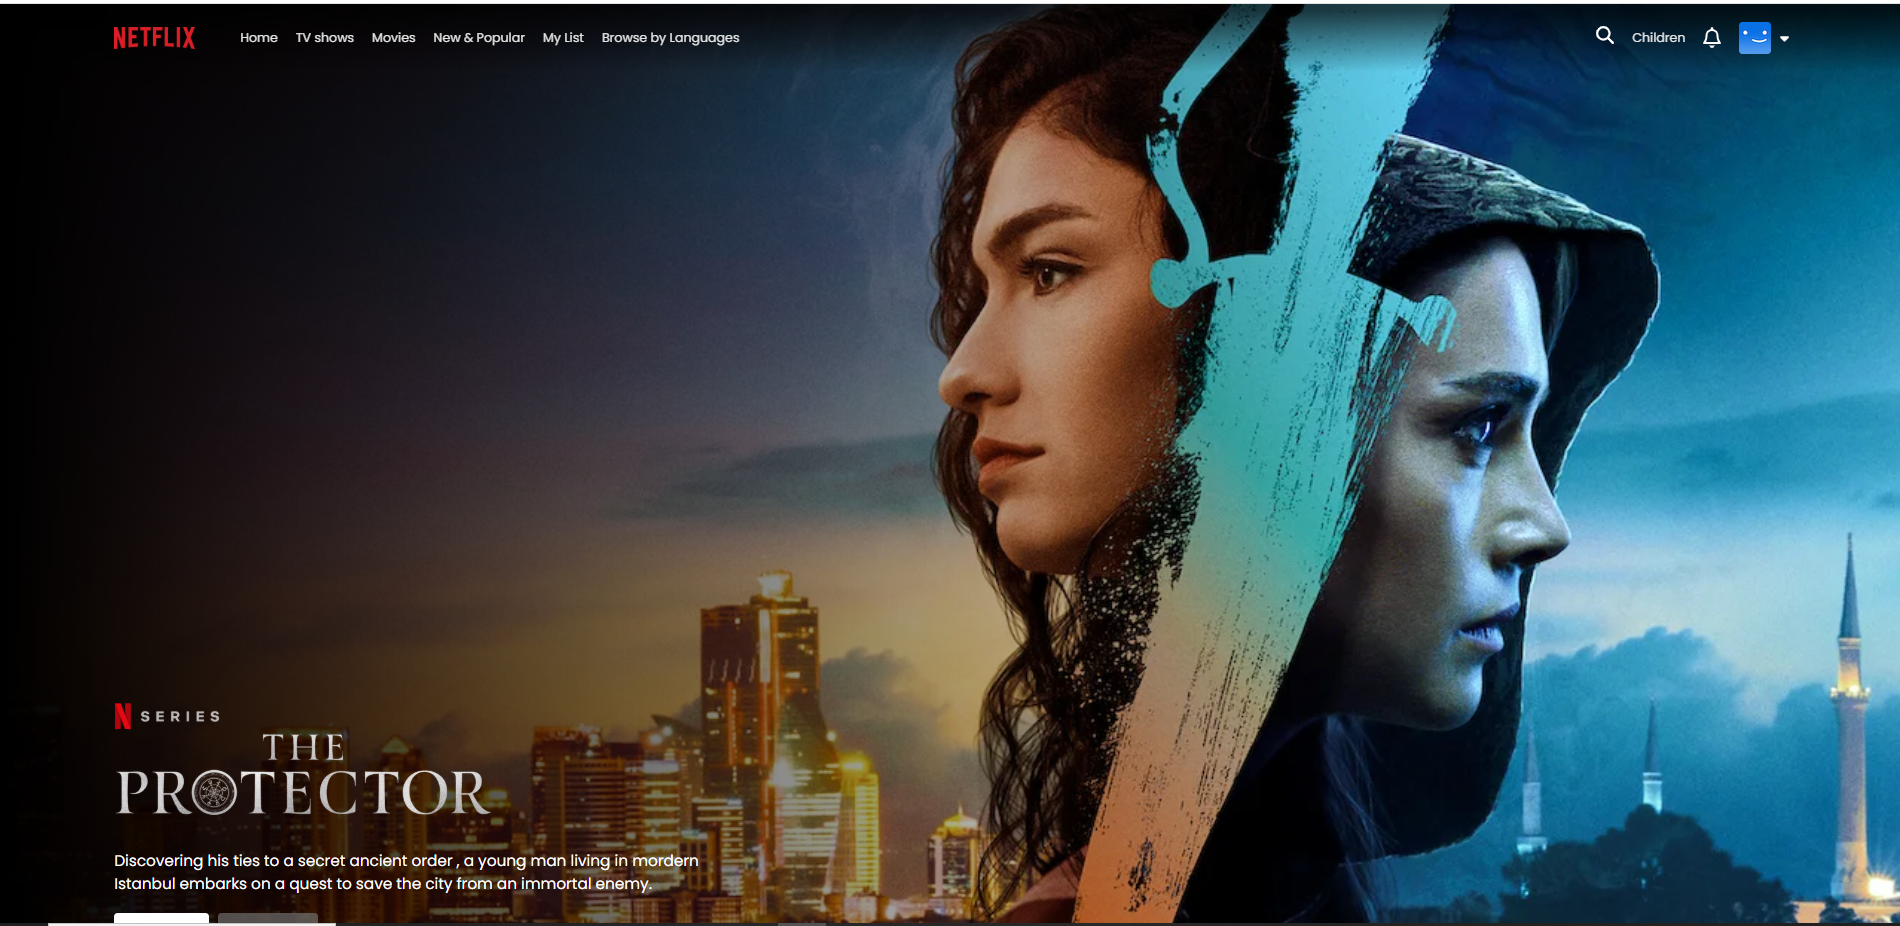 NETFLIX
Home TV shows Movies New & Popular My List Browse by Languages
Children
N SERIES
THE
PROTECTOR
Discovering his ties to a secret ancient order , a young man living in mordern
Istanbul embarks on a quest to save the city from an immortal enemy.